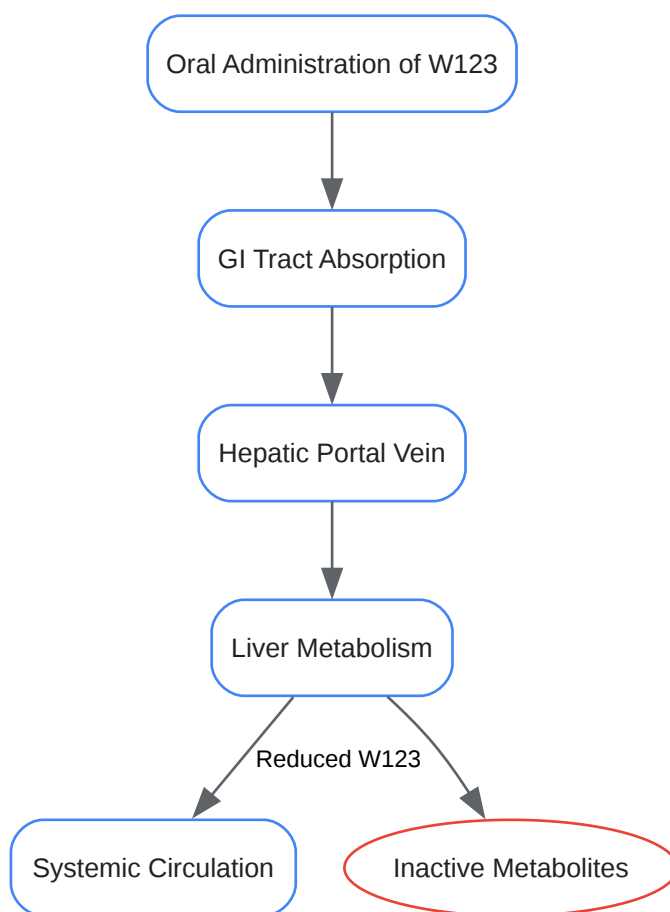 Oral Administration of W123
GI Tract Absorption
Hepatic Portal Vein
Liver Metabolism
Reduced W123
Systemic Circulation
Inactive Metabolites